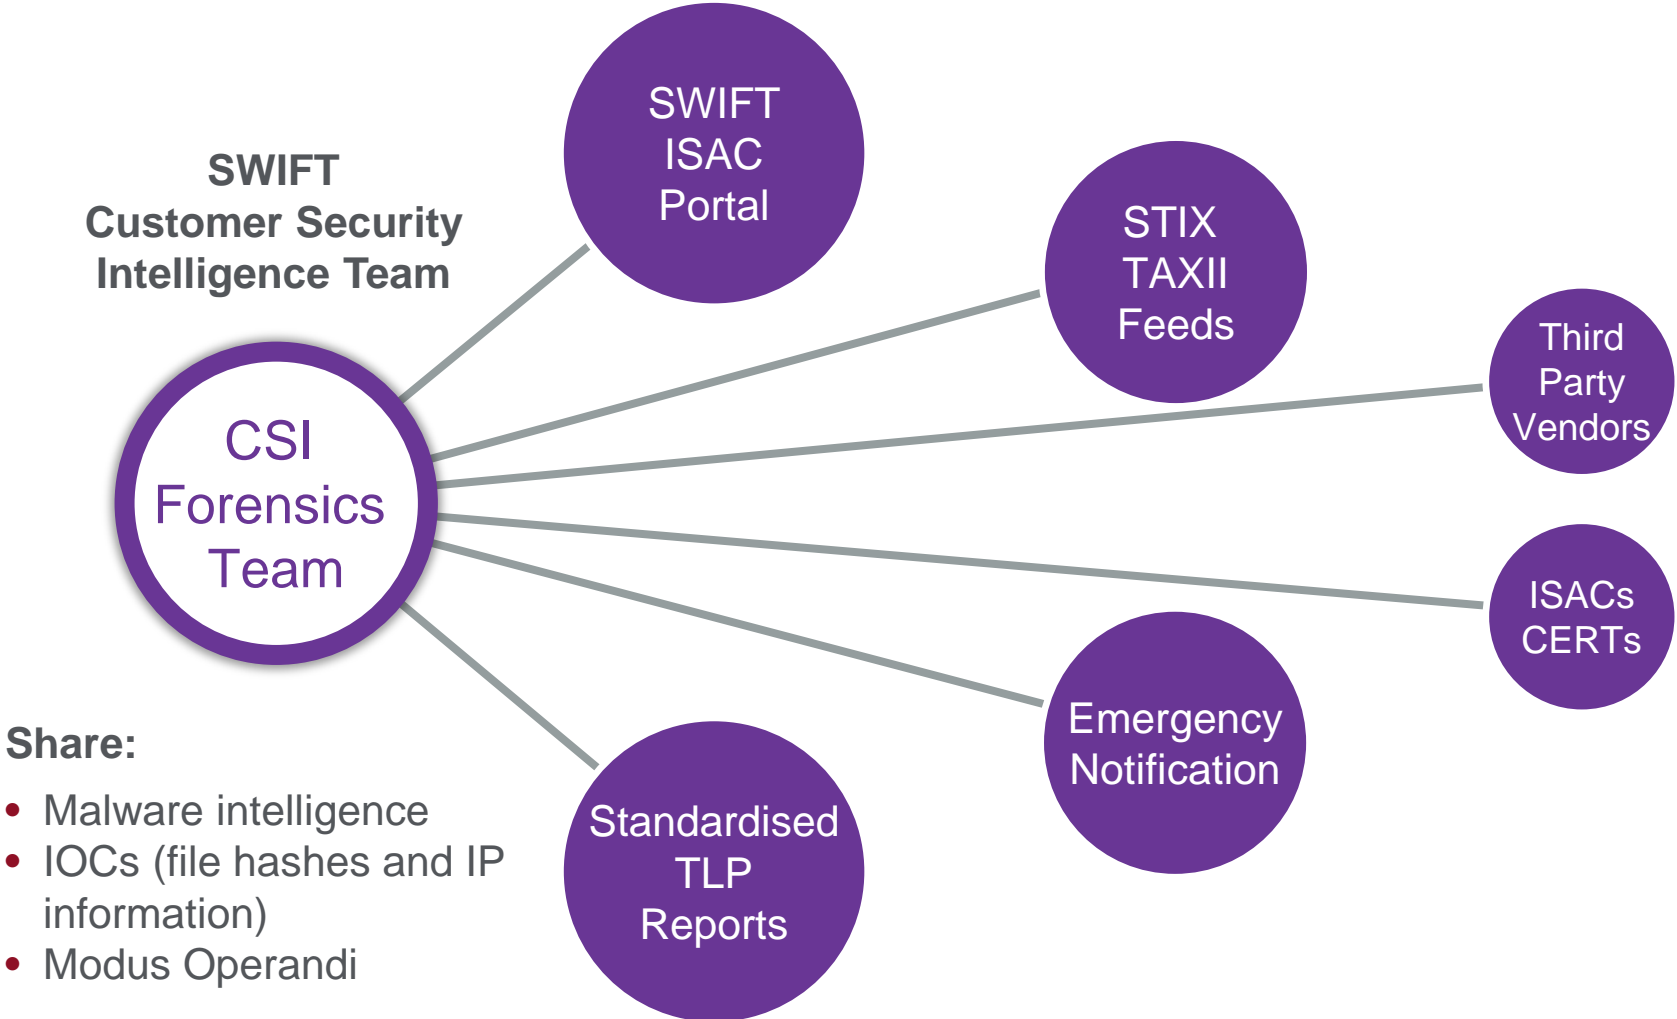 SWIFT
Customer Security
Intelligence Team
CSI
Forensics
Team
SWIFT
ISAC
Portal
STIX
TAXII
Feeds
Third
Party
Vendors
ISACs
CERTs
Emergency
Notification
Standardised
TLP
Reports
Share:
• Malware intelligence
• IOCs (file hashes and IP
information)
• Modus Operandi